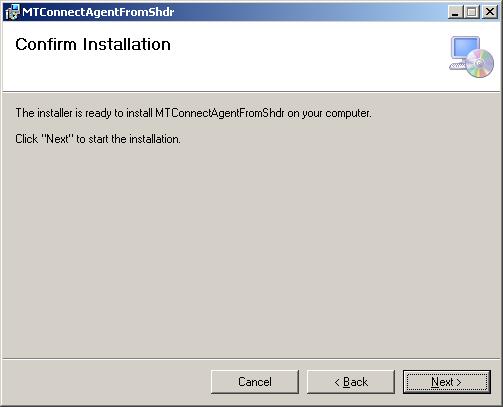 MTConnectAgentFromShdr
Confirm Installation
The installer is ready to install MTConnectAgentFromShdr on your computer.
Click "Next" to start the installation.
Cancel
< Back
Next >